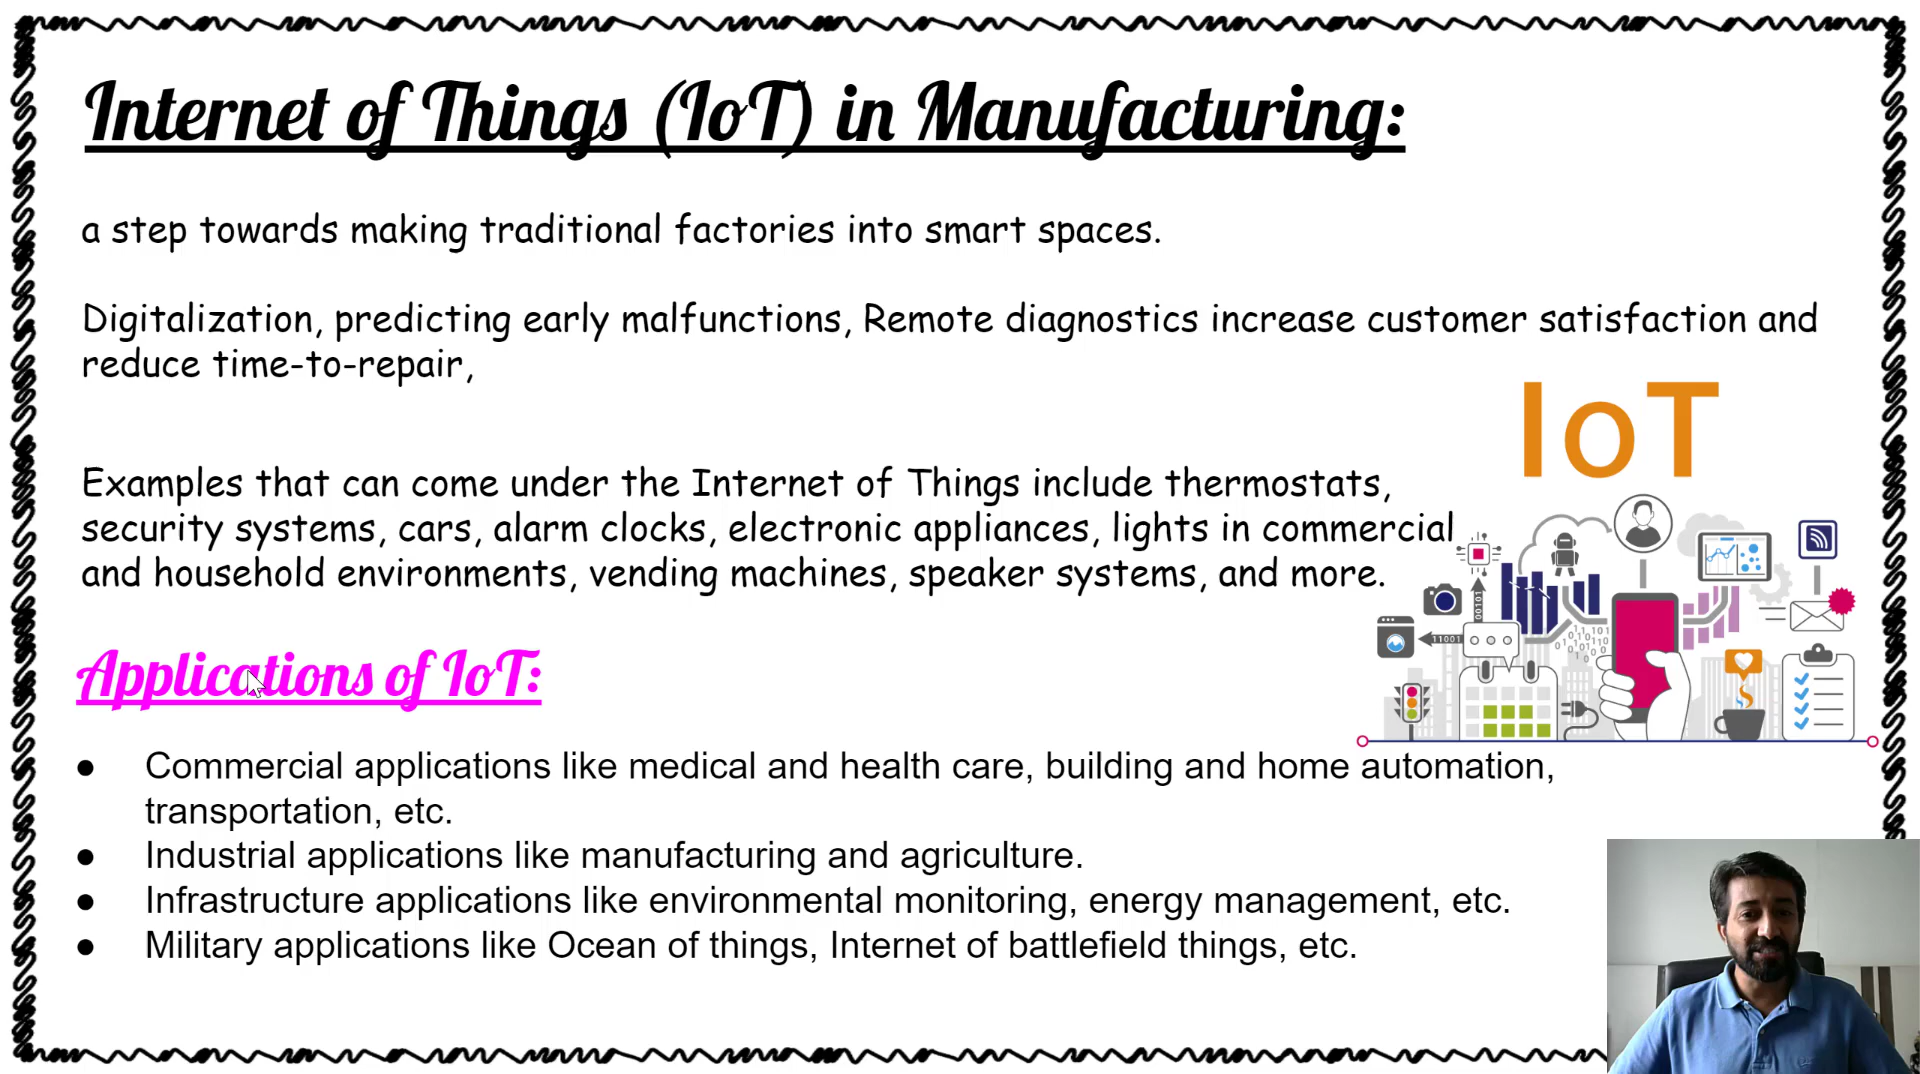 Internet of Things (IoT) in Manufacturing:
a step towards making traditional factories into smart spaces.
Digitalization, predicting early malfunctions, Remote diagnostics increase customer satisfaction and
reduce time-to-repair,
IoT
Examples that can come under the Internet of Things include thermostats,
security systems, cars, alarm clocks, electronic appliances, lights in commercial
and household environments, vending machines, speaker systems, and more.
00101
11001
Applications of IoT:
● Commercial applications like medical and health care, building and home automation,
transportation, etc.
● Industrial applications like manufacturing and agriculture.
● Infrastructure applications like environmental monitoring, energy management, etc.
● Military applications like Ocean of things, Internet of battlefield things, etc.